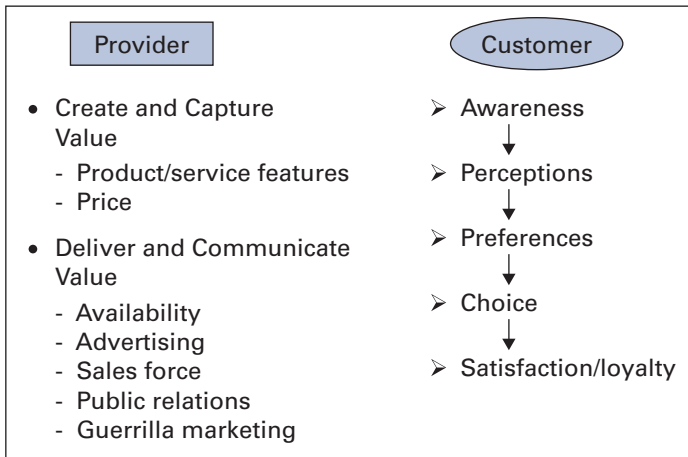 Provider
• Create and Capture
Value
- Product/service features
- Price
• Deliver and Communicate
Value
- Availability
- Advertising
- Sales force
- Public relations
- Guerrilla marketing
Customer
➢ Awareness
➢ Perceptions
➢ Preferences
➢ Choice
➢ Satisfaction/loyalty